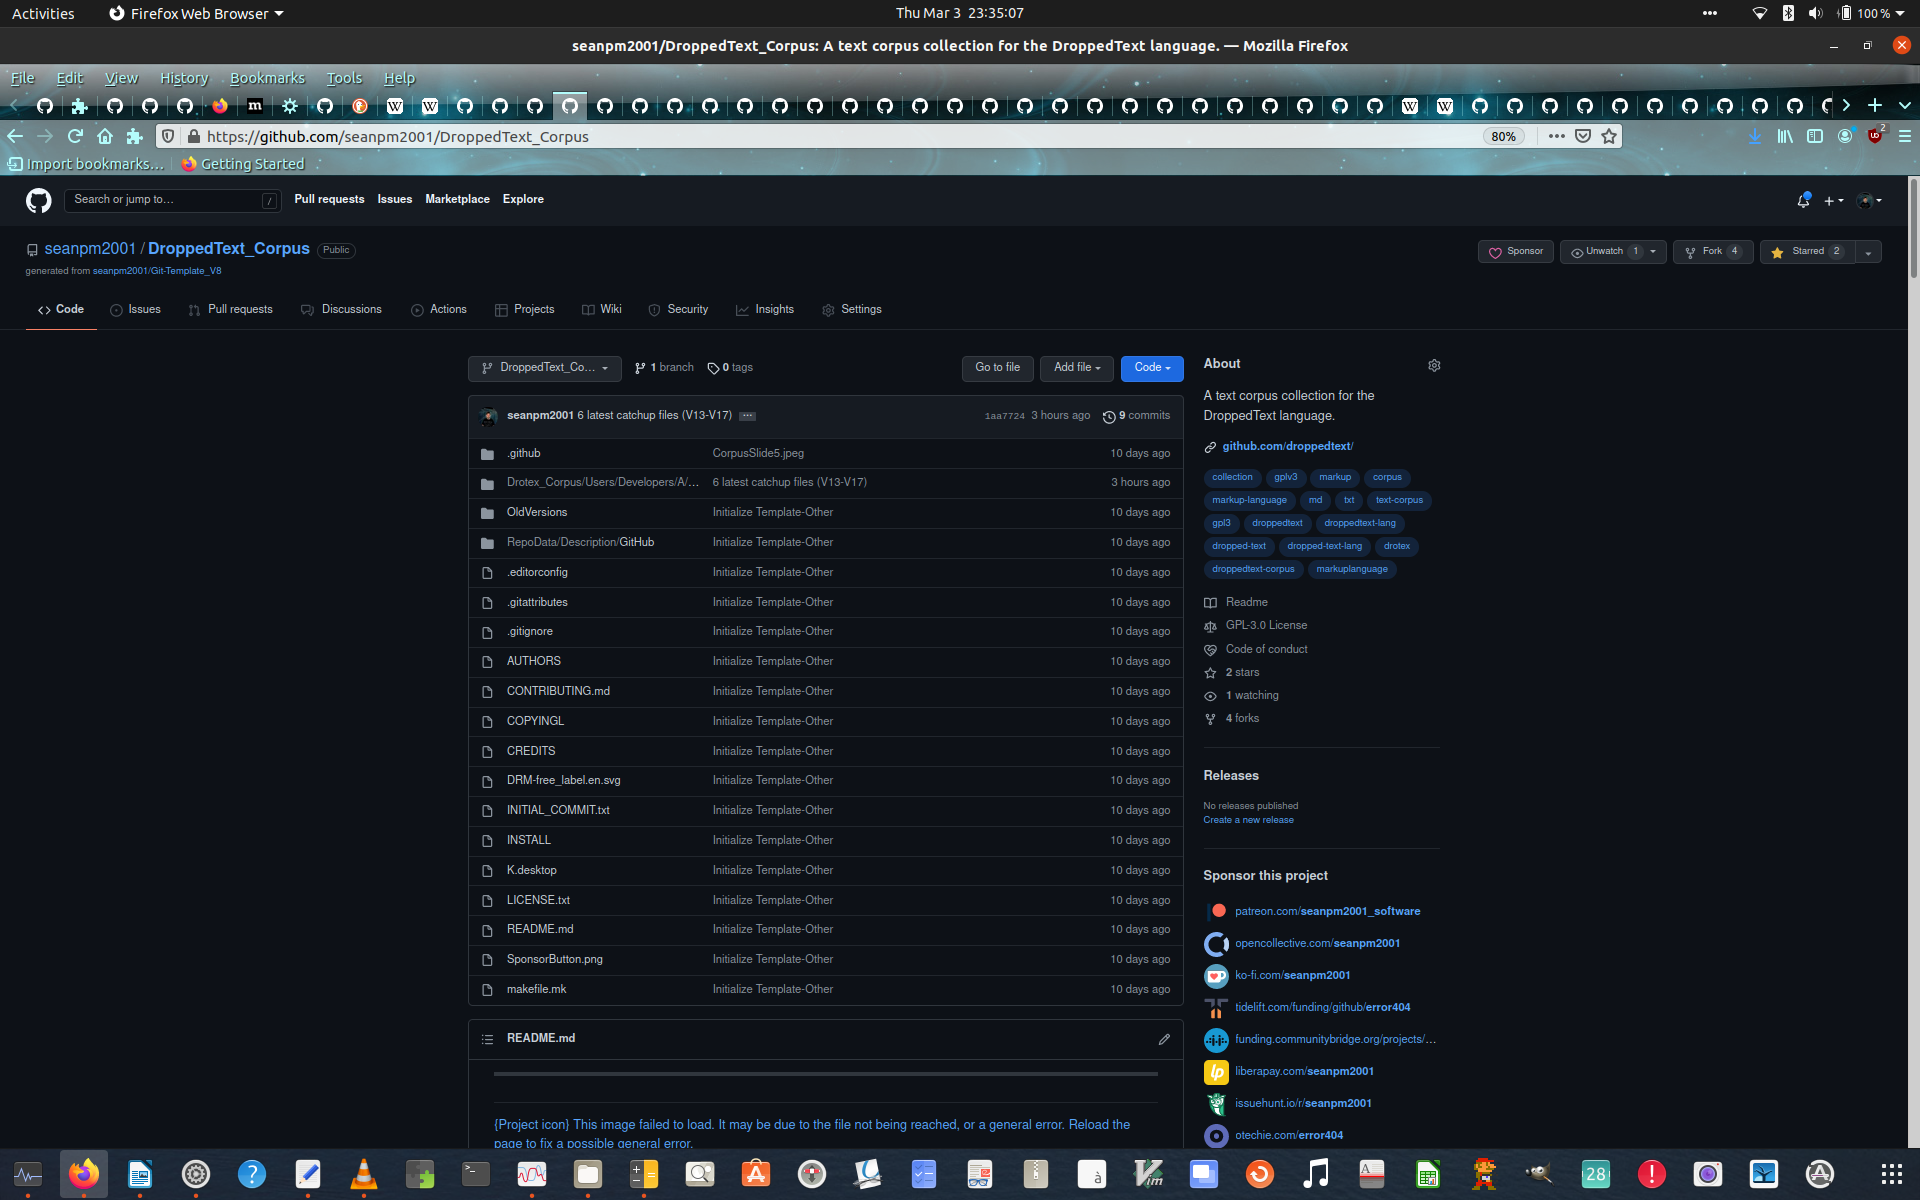 Activities Firefox Web Browser Thu Mar 3 23:35:07 100 %
seanpm2001/DroppedText_Corpus: A text corpus collection for the DroppedText language. — Mozilla Firefox
File Edit View History Bookmarks Tools Help
https://github.com/seanpm2001/DroppedText_Corpus 80% 2
Import bookmarks… Getting Started
Search or jump to… / Pull requests Issues Marketplace Explore
seanpm2001 / DroppedText_Corpus Public Sponsor Unwatch 1 Fork 4 Starred 2
generated from seanpm2001/Git-Template_V8
Code Issues Pull requests Discussions Actions Projects Wiki Security Insights Settings
DroppedText_Co… 1 branch 0 tags Go to file Add file Code
seanpm2001 6 latest catchup files (V13-V17) 1aa7724 3 hours ago 9 commits
.github CorpusSlide5.jpeg 10 days ago
Drotex_Corpus/Users/Developers/A/… 6 latest catchup files (V13-V17) 3 hours ago
OldVersions Initialize Template-Other 10 days ago
RepoData/Description/GitHub Initialize Template-Other 10 days ago
.editorconfig Initialize Template-Other 10 days ago
.gitattributes Initialize Template-Other 10 days ago
.gitignore Initialize Template-Other 10 days ago
AUTHORS Initialize Template-Other 10 days ago
CONTRIBUTING.md Initialize Template-Other 10 days ago
COPYINGL Initialize Template-Other 10 days ago
CREDITS Initialize Template-Other 10 days ago
DRM-free_label.en.svg Initialize Template-Other 10 days ago
INITIAL_COMMIT.txt Initialize Template-Other 10 days ago
INSTALL Initialize Template-Other 10 days ago
K.desktop Initialize Template-Other 10 days ago
LICENSE.txt Initialize Template-Other 10 days ago
README.md Initialize Template-Other 10 days ago
SponsorButton.png Initialize Template-Other 10 days ago
makefile.mk Initialize Template-Other 10 days ago
README.md
{Project icon} This image failed to load. It may be due to the file not being reached, or a general error. Reload the
page to fix a possible general error.
About
A text corpus collection for the
DroppedText language.
github.com/droppedtext/
collection gplv3 markup corpus
markup-language md txt text-corpus
gpl3 droppedtext droppedtext-lang
dropped-text dropped-text-lang drotex
droppedtext-corpus markuplanguage
Readme
GPL-3.0 License
Code of conduct
2 stars
1 watching
4 forks
Releases
No releases published
Create a new release
Sponsor this project
patreon.com/seanpm2001_software
opencollective.com/seanpm2001
ko-fi.com/seanpm2001
tidelift.com/funding/github/error404
funding.communitybridge.org/projects/…
liberapay.com/seanpm2001
issuehunt.io/r/seanpm2001
otechie.com/error404
28